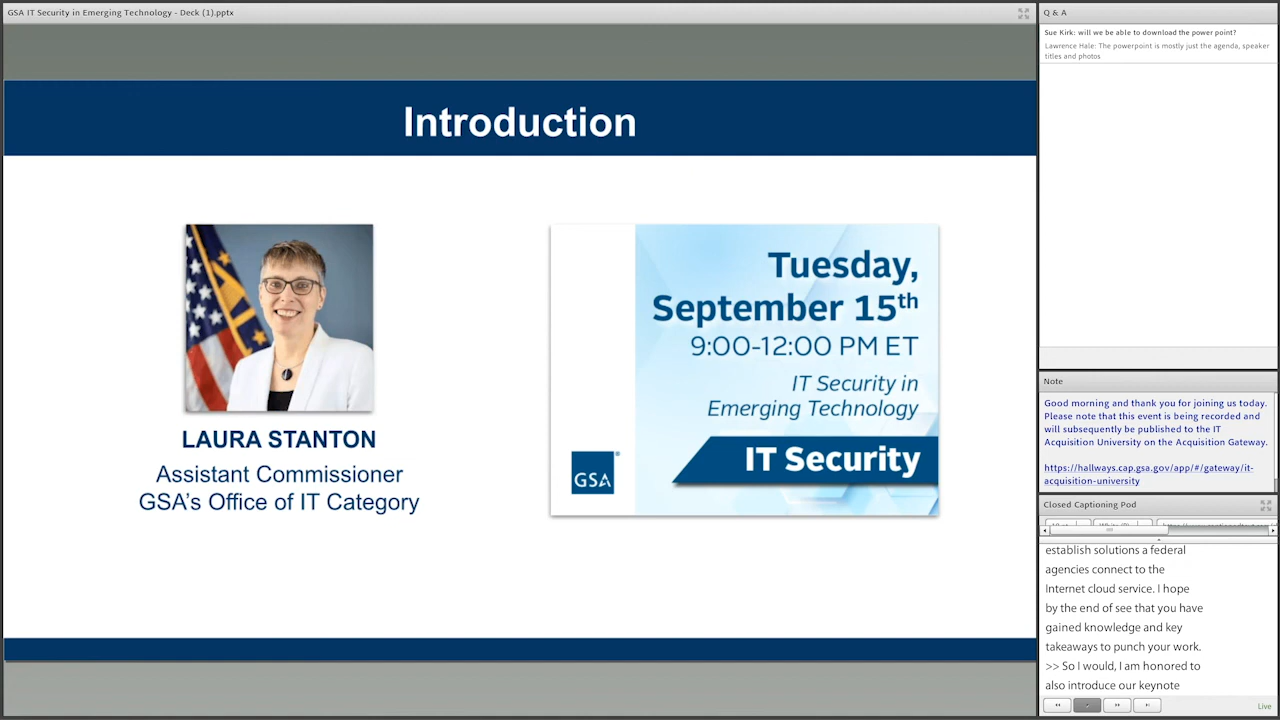 GSA IT Security in Emerging Technology - Deck (1).pptx
Introduction
LAURA STANTON
Assistant Commissioner
GSA's Office of IT Category
Tuesday,
September 15th
9:00-12:00 PM ET
IT Security in
Emerging Technology
IT Security
GSA
Q & A
Sue Kirk: will we be able to download the power point?
Lawrence Hale: The powerpoint is mostly just the agenda, speaker
titles and photos
Note
Good morning and thank you for joining us today.
Please note that this event is being recorded and
will subsequently be published to the IT
Acquisition University on the Acquisition Gateway.
https://hallways.cap.gsa.gov/app/#/gateway/it-
acquisition-university
Closed Captioning Pod
establish solutions a federal
agencies connect to the
Internet cloud service. I hope
by the end of see that you have
gained knowledge and key
takeaways to punch your work.
>> So I would, I am honored to
also introduce our keynote
Live